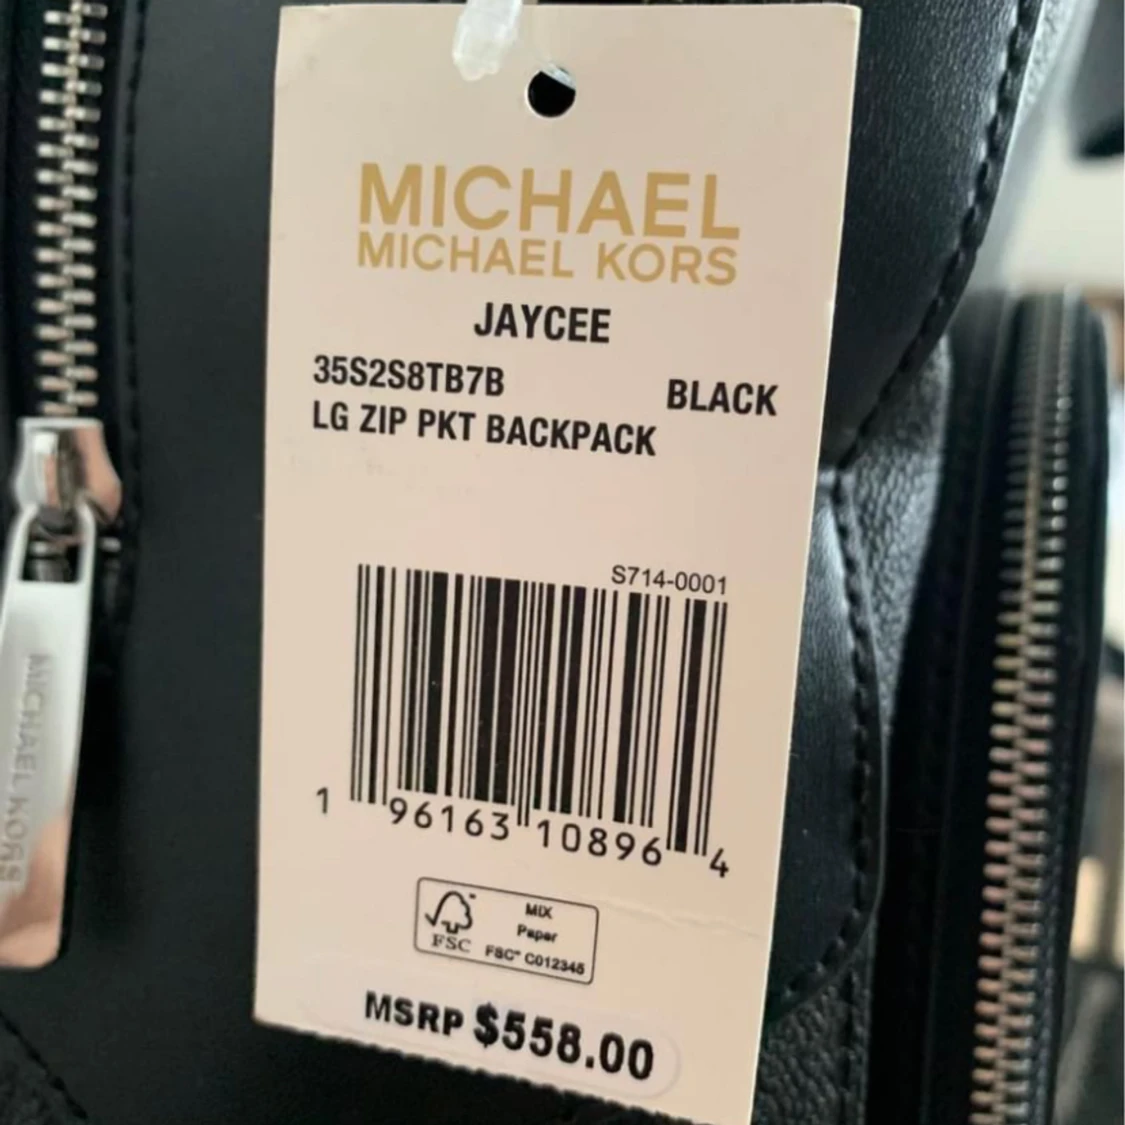 MICHAEL
MICHAEL KORS
JAYCEE
35S2S8TB7B BLACK
LG ZIP PKT BACKPACK
S714-0001
1 96163 10896 4
FSC
MIX
Paper
FSC™ C012345
MSRP $558.00
MICHAEL KORS